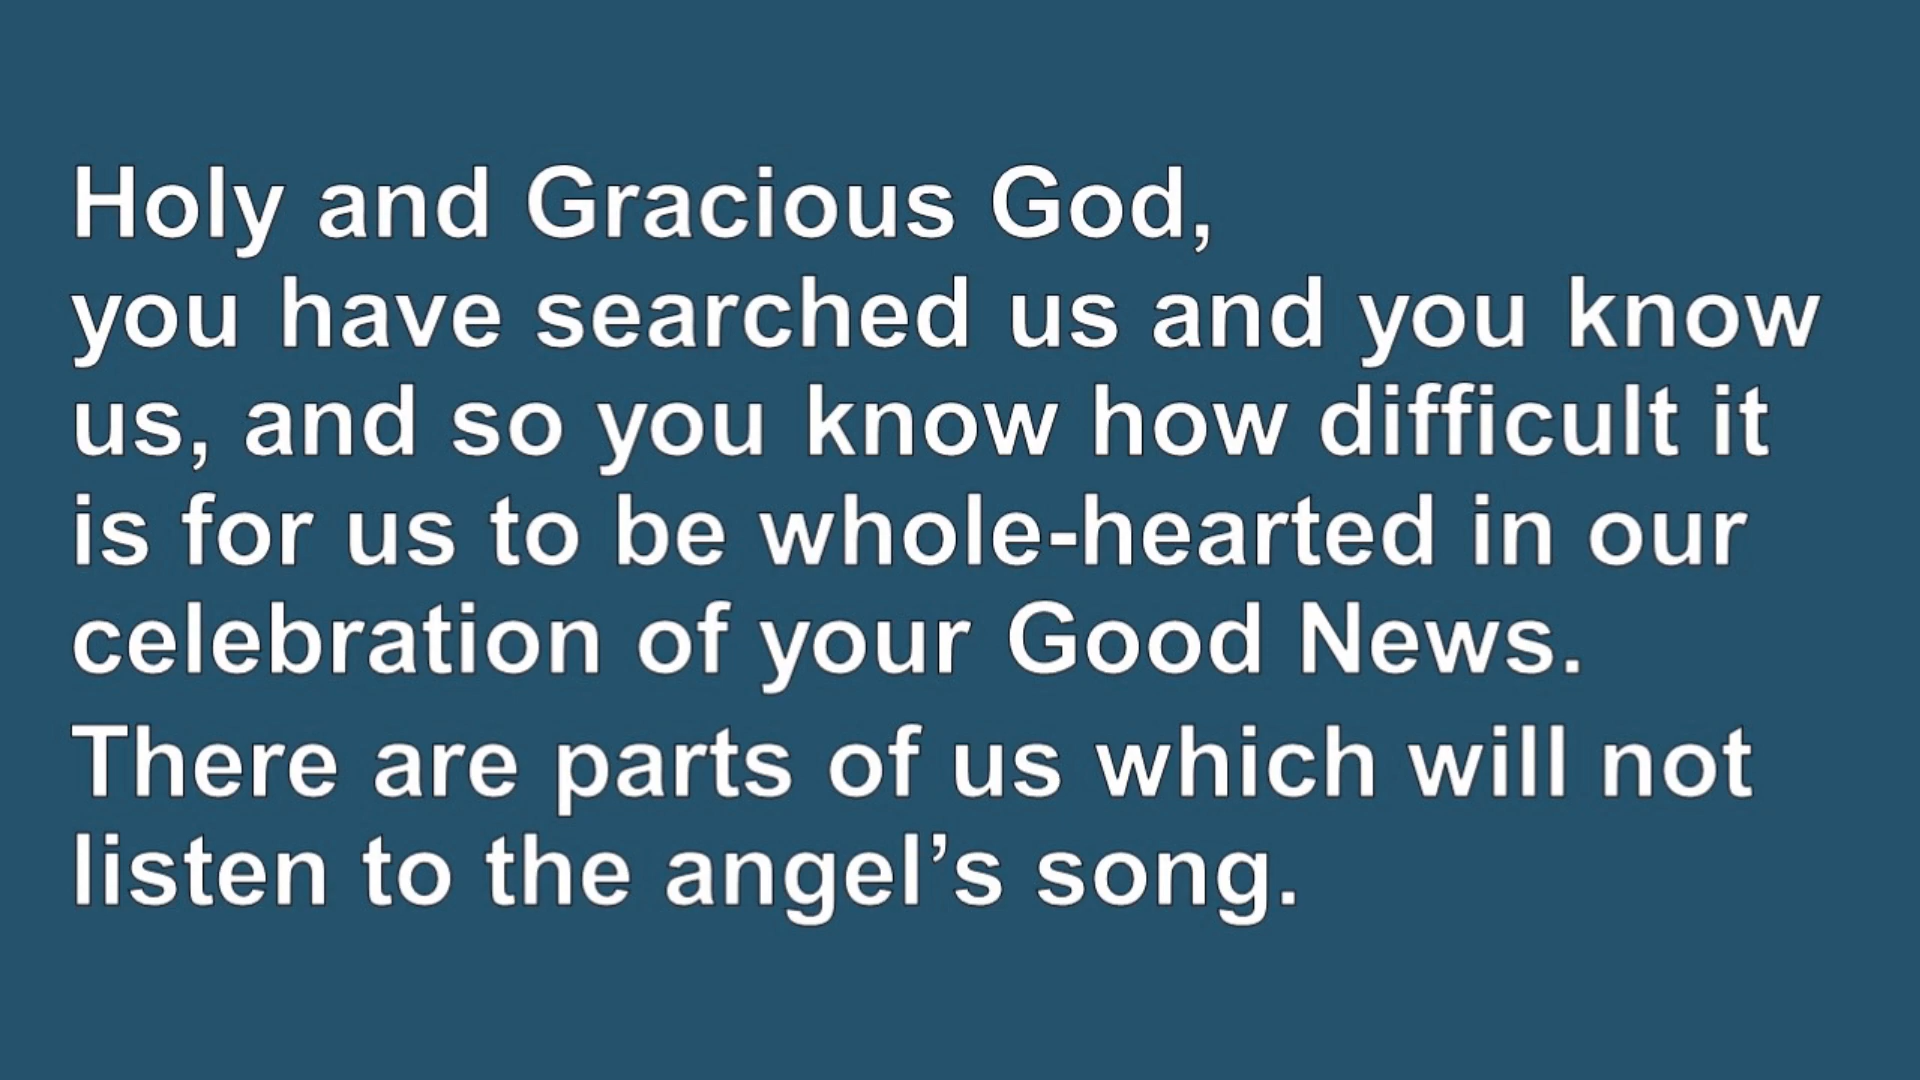 Holy and Gracious God,
you have searched us and you know
us, and so you know how difficult it
is for us to be whole-hearted in our
celebration of your Good News.
There are parts of us which will not
listen to the angel’s song.